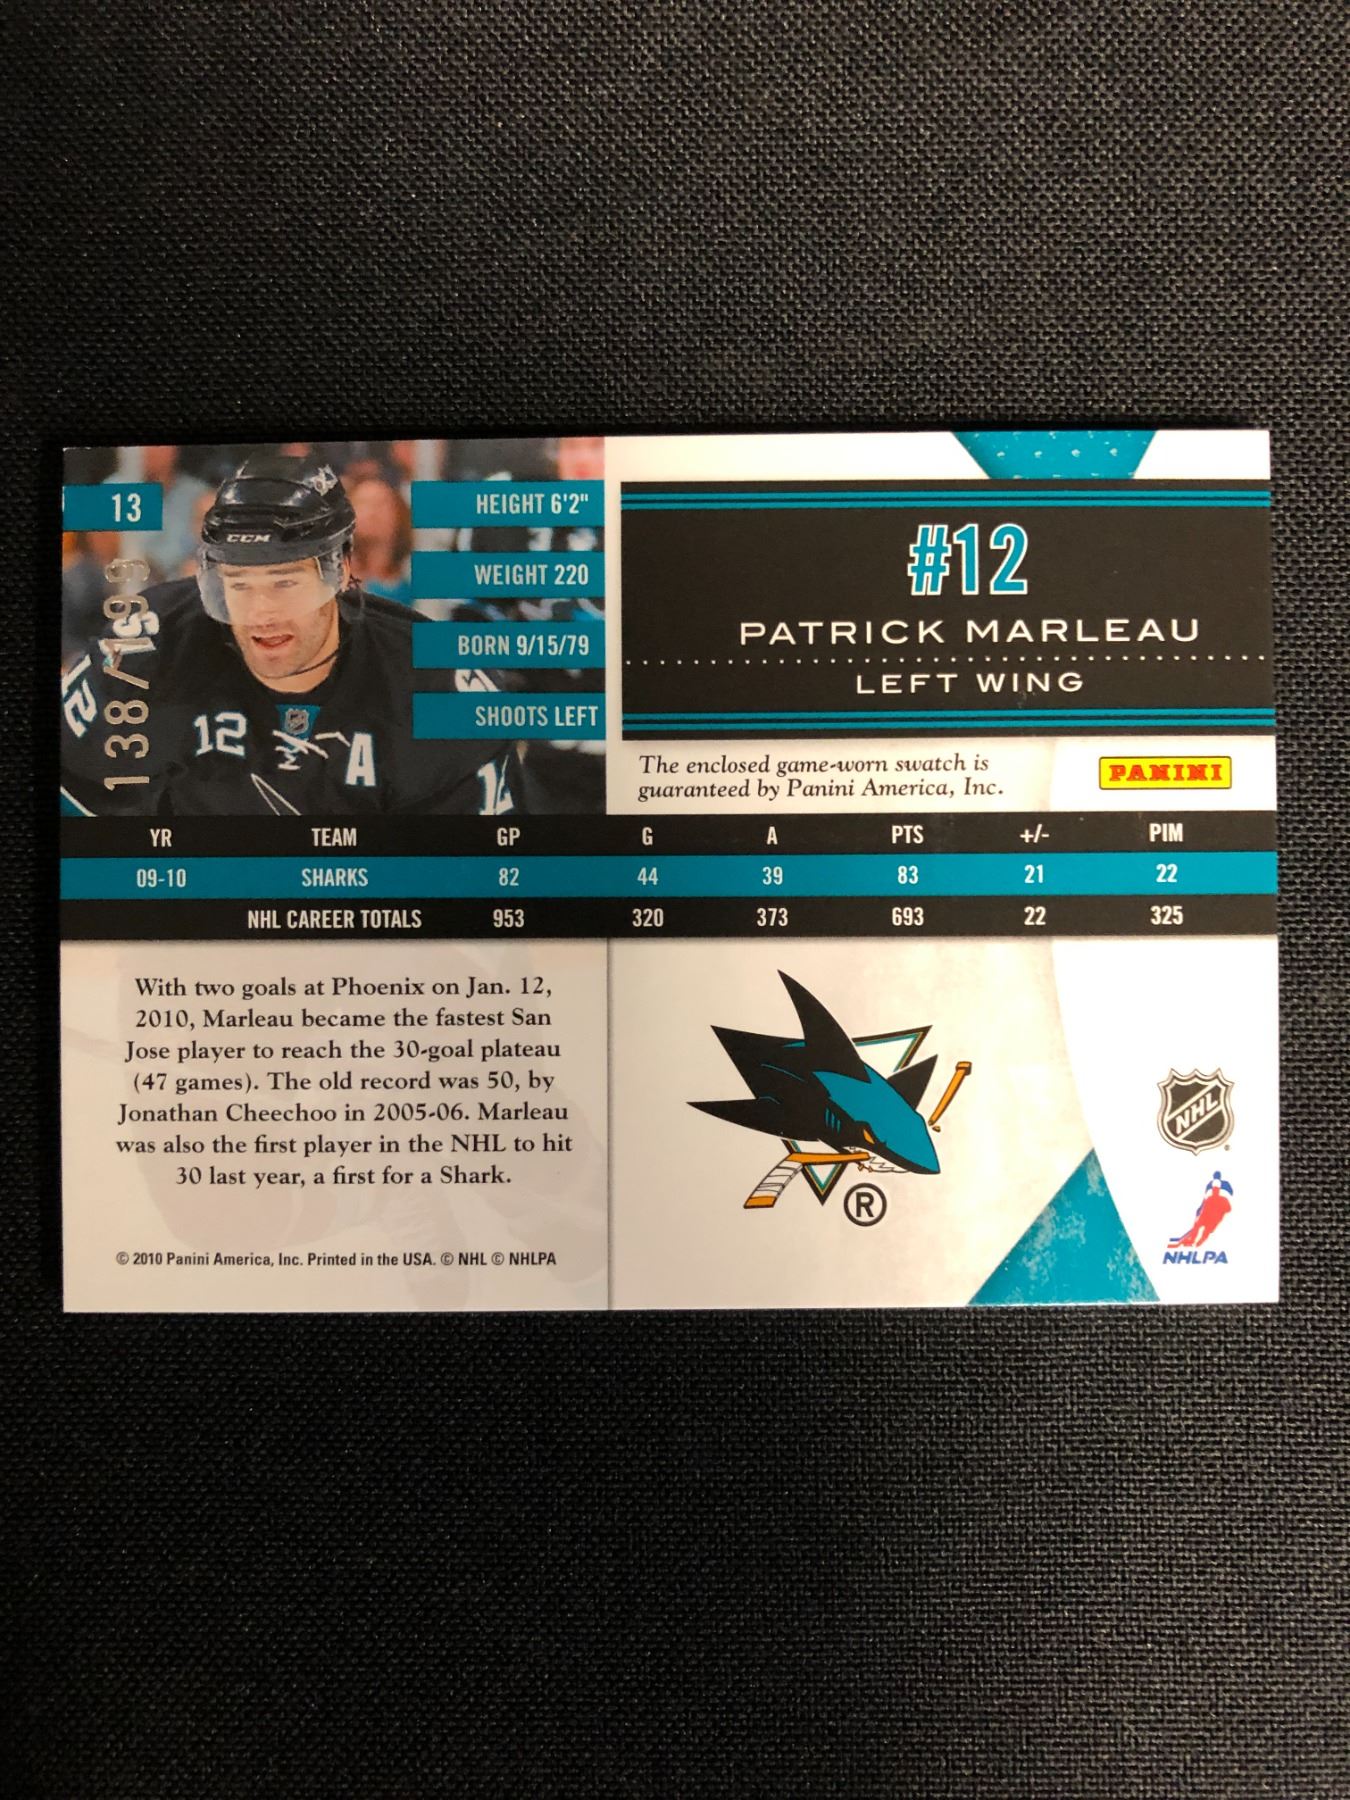 13
138/199
CCM
12
12
A
12
HEIGHT 6'2"
WEIGHT 220
BORN 9/15/79
SHOOTS LEFT
#12
PATRICK MARLEAU
LEFT WING
The enclosed game-worn swatch is
guaranteed by Panini America, Inc.
PANINI
YR TEAM GP G A PTS +/- PIM
09-10 SHARKS 82 44 39 83 21 22
NHL CAREER TOTALS 953 320 373 693 22 325
With two goals at Phoenix on Jan. 12,
2010, Marleau became the fastest San
Jose player to reach the 30-goal plateau
(47 games). The old record was 50, by
Jonathan Cheechoo in 2005-06. Marleau
was also the first player in the NHL to hit
30 last year, a first for a Shark.
© 2010 Panini America, Inc. Printed in the USA. © NHL © NHLPA
®
NHL
NHLPA